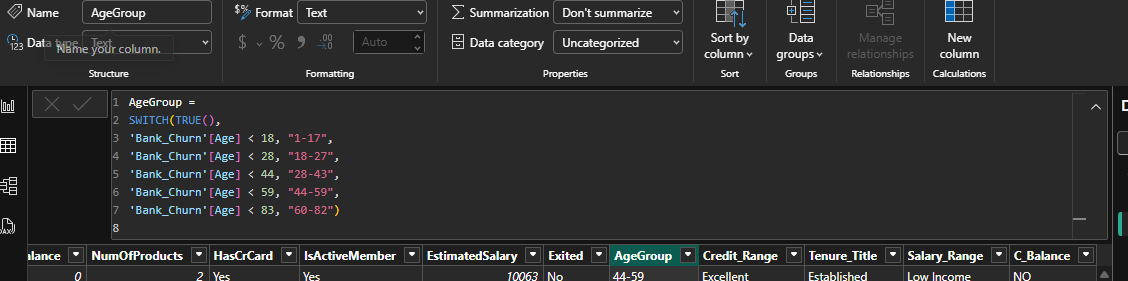 Name AgeGroup
Format Text
Summarization Don't summarize
Data type Text
Name your column.
$ % Auto
Data category Uncategorized
Sort by
column
Data
groups
Manage
relationships
New
column
Structure Formatting Properties Sort Groups Relationships Calculations
1 AgeGroup =
2 SWITCH(TRUE(),
3 'Bank_Churn'[Age] < 18, "1-17",
4 'Bank_Churn'[Age] < 28, "18-27",
5 'Bank_Churn'[Age] < 44, "28-43",
6 'Bank_Churn'[Age] < 59, "44-59",
7 'Bank_Churn'[Age] < 83, "60-82")
8
alance NumOfProducts HasCrCard IsActiveMember EstimatedSalary Exited AgeGroup Credit_Range Tenure_Title Salary_Range C_Balance
0 2 Yes Yes 10063 No 44-59 Excellent Established Low Income NO
DAX